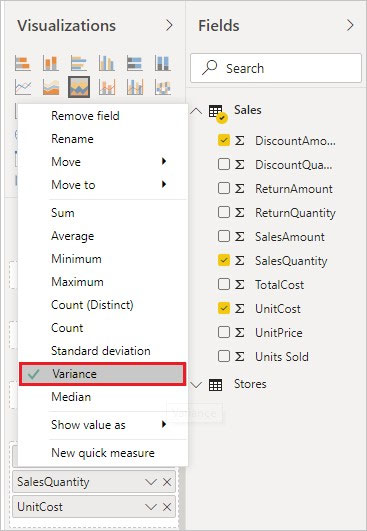 Visualizations
Remove field
Rename
Move
Move to
Sum
Average
Minimum
Maximum
Count (Distinct)
Count
Standard deviation
Variance
Median
Show value as
Variance
New quick measure
SalesQuantity
UnitCost
Fields
Search
Sales
DiscountAmo...
DiscountQua...
ReturnAmount
ReturnQuantity
SalesAmount
SalesQuantity
TotalCost
UnitCost
UnitPrice
Units Sold
Stores